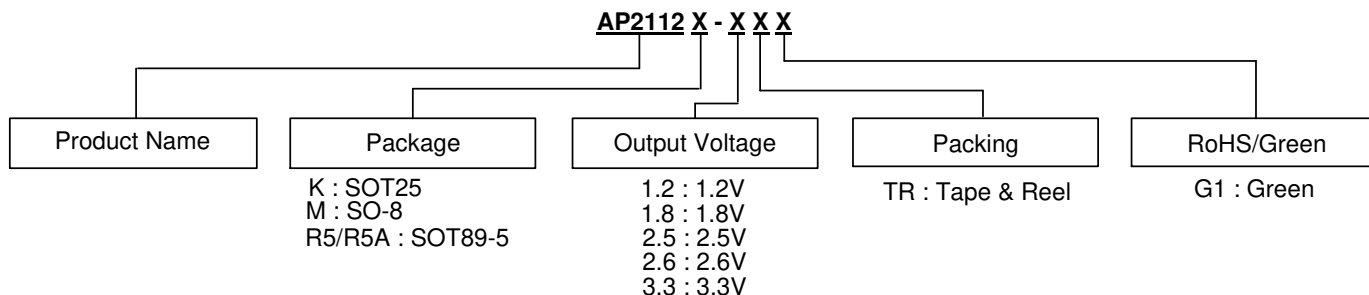 AP2112 X - X X X
Product Name
Package
Output Voltage
Packing
RoHS/Green
K : SOT25
M : SO-8
R5/R5A : SOT89-5
1.2 : 1.2V
1.8 : 1.8V
2.5 : 2.5V
2.6 : 2.6V
3.3 : 3.3V
TR : Tape & Reel
G1 : Green